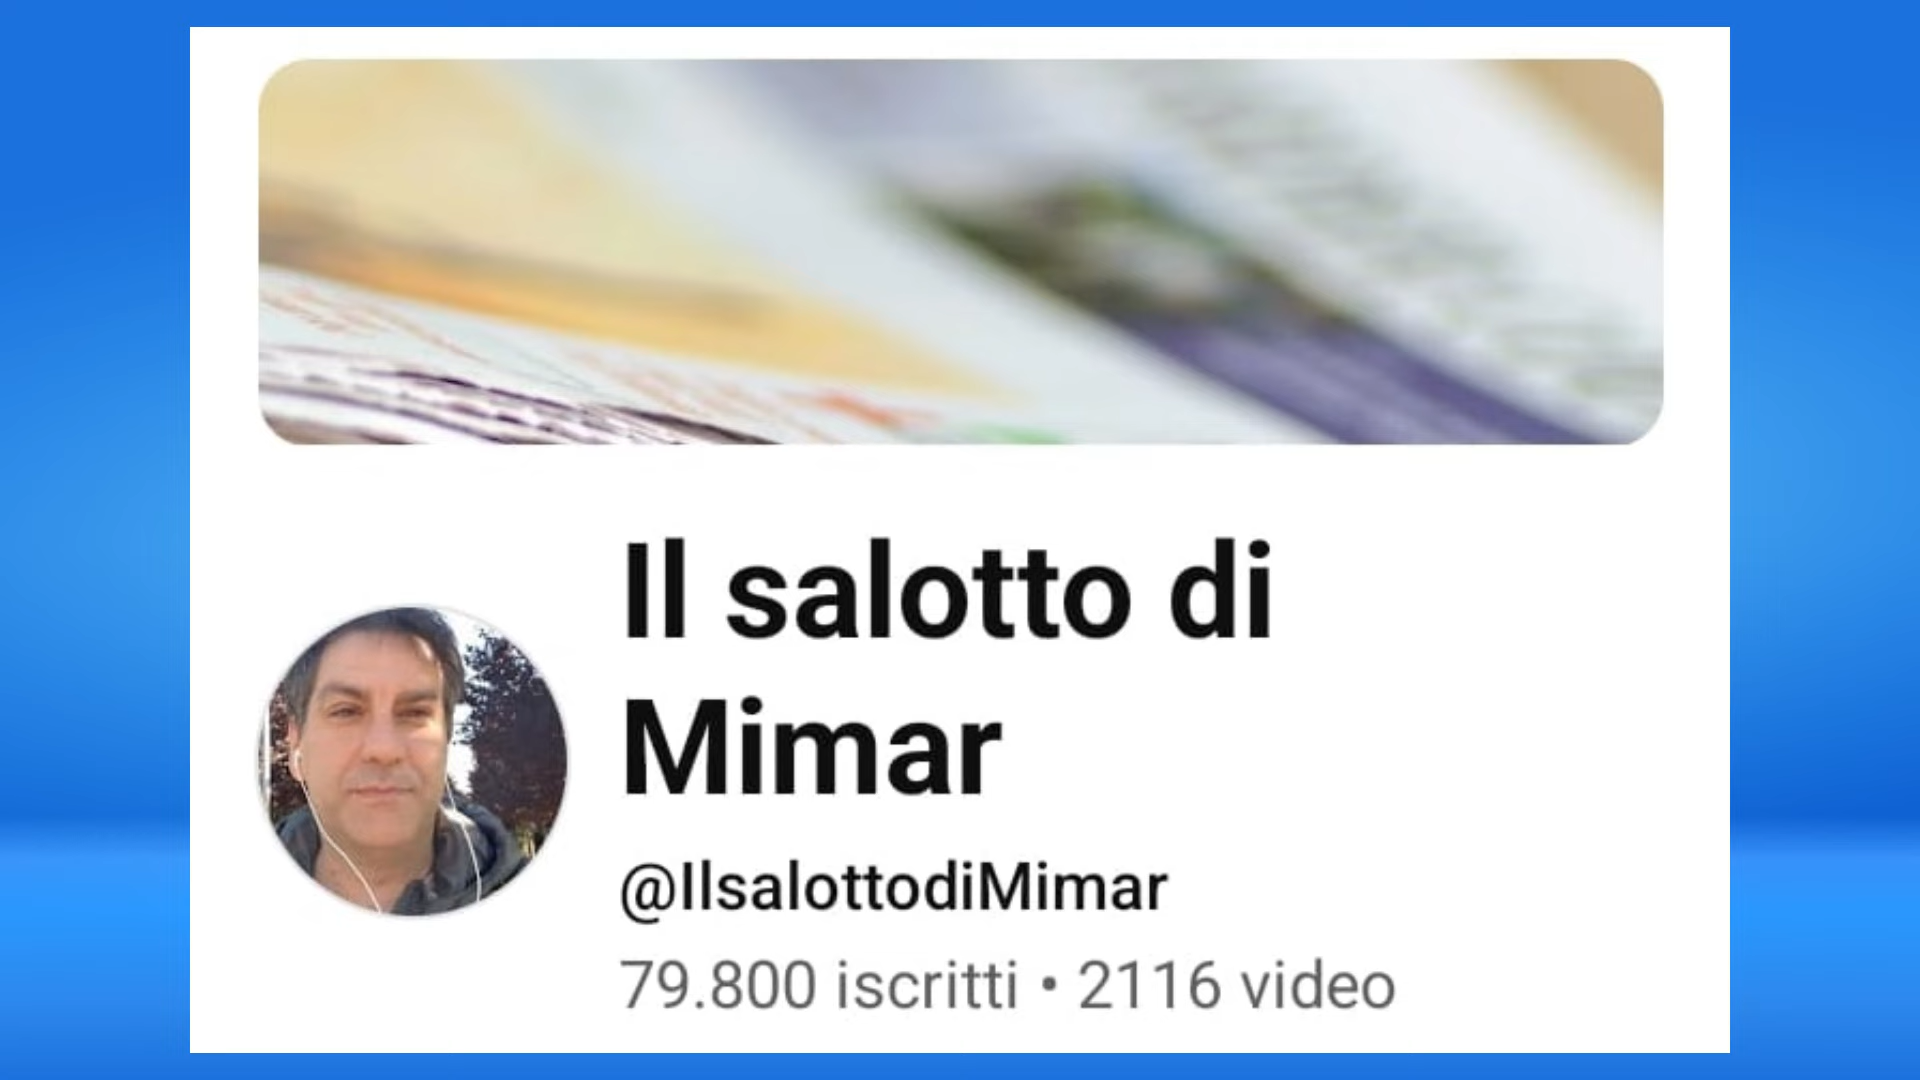 Il salotto di
Mimar
@IlsalottodiMimar
79.800 iscritti • 2116 video